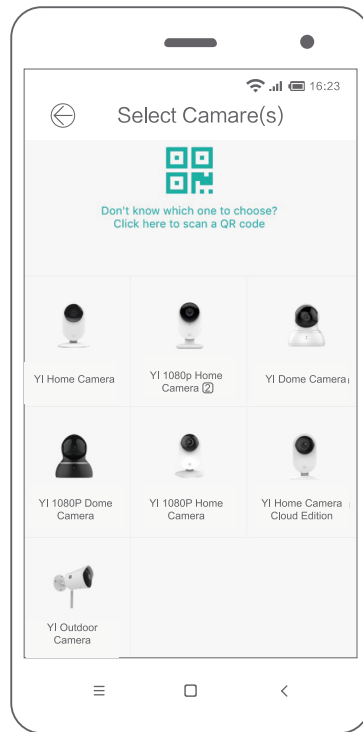 16:23
Select Camare(s)
Don't know which one to choose?
Click here to scan a QR code
YI Home Camera
YI 1080p Home
Camera 2
YI Dome Camera
YI 1080P Dome
Camera
YI 1080P Home
Camera
YI Home Camera
Cloud Edition
YI Outdoor
Camera